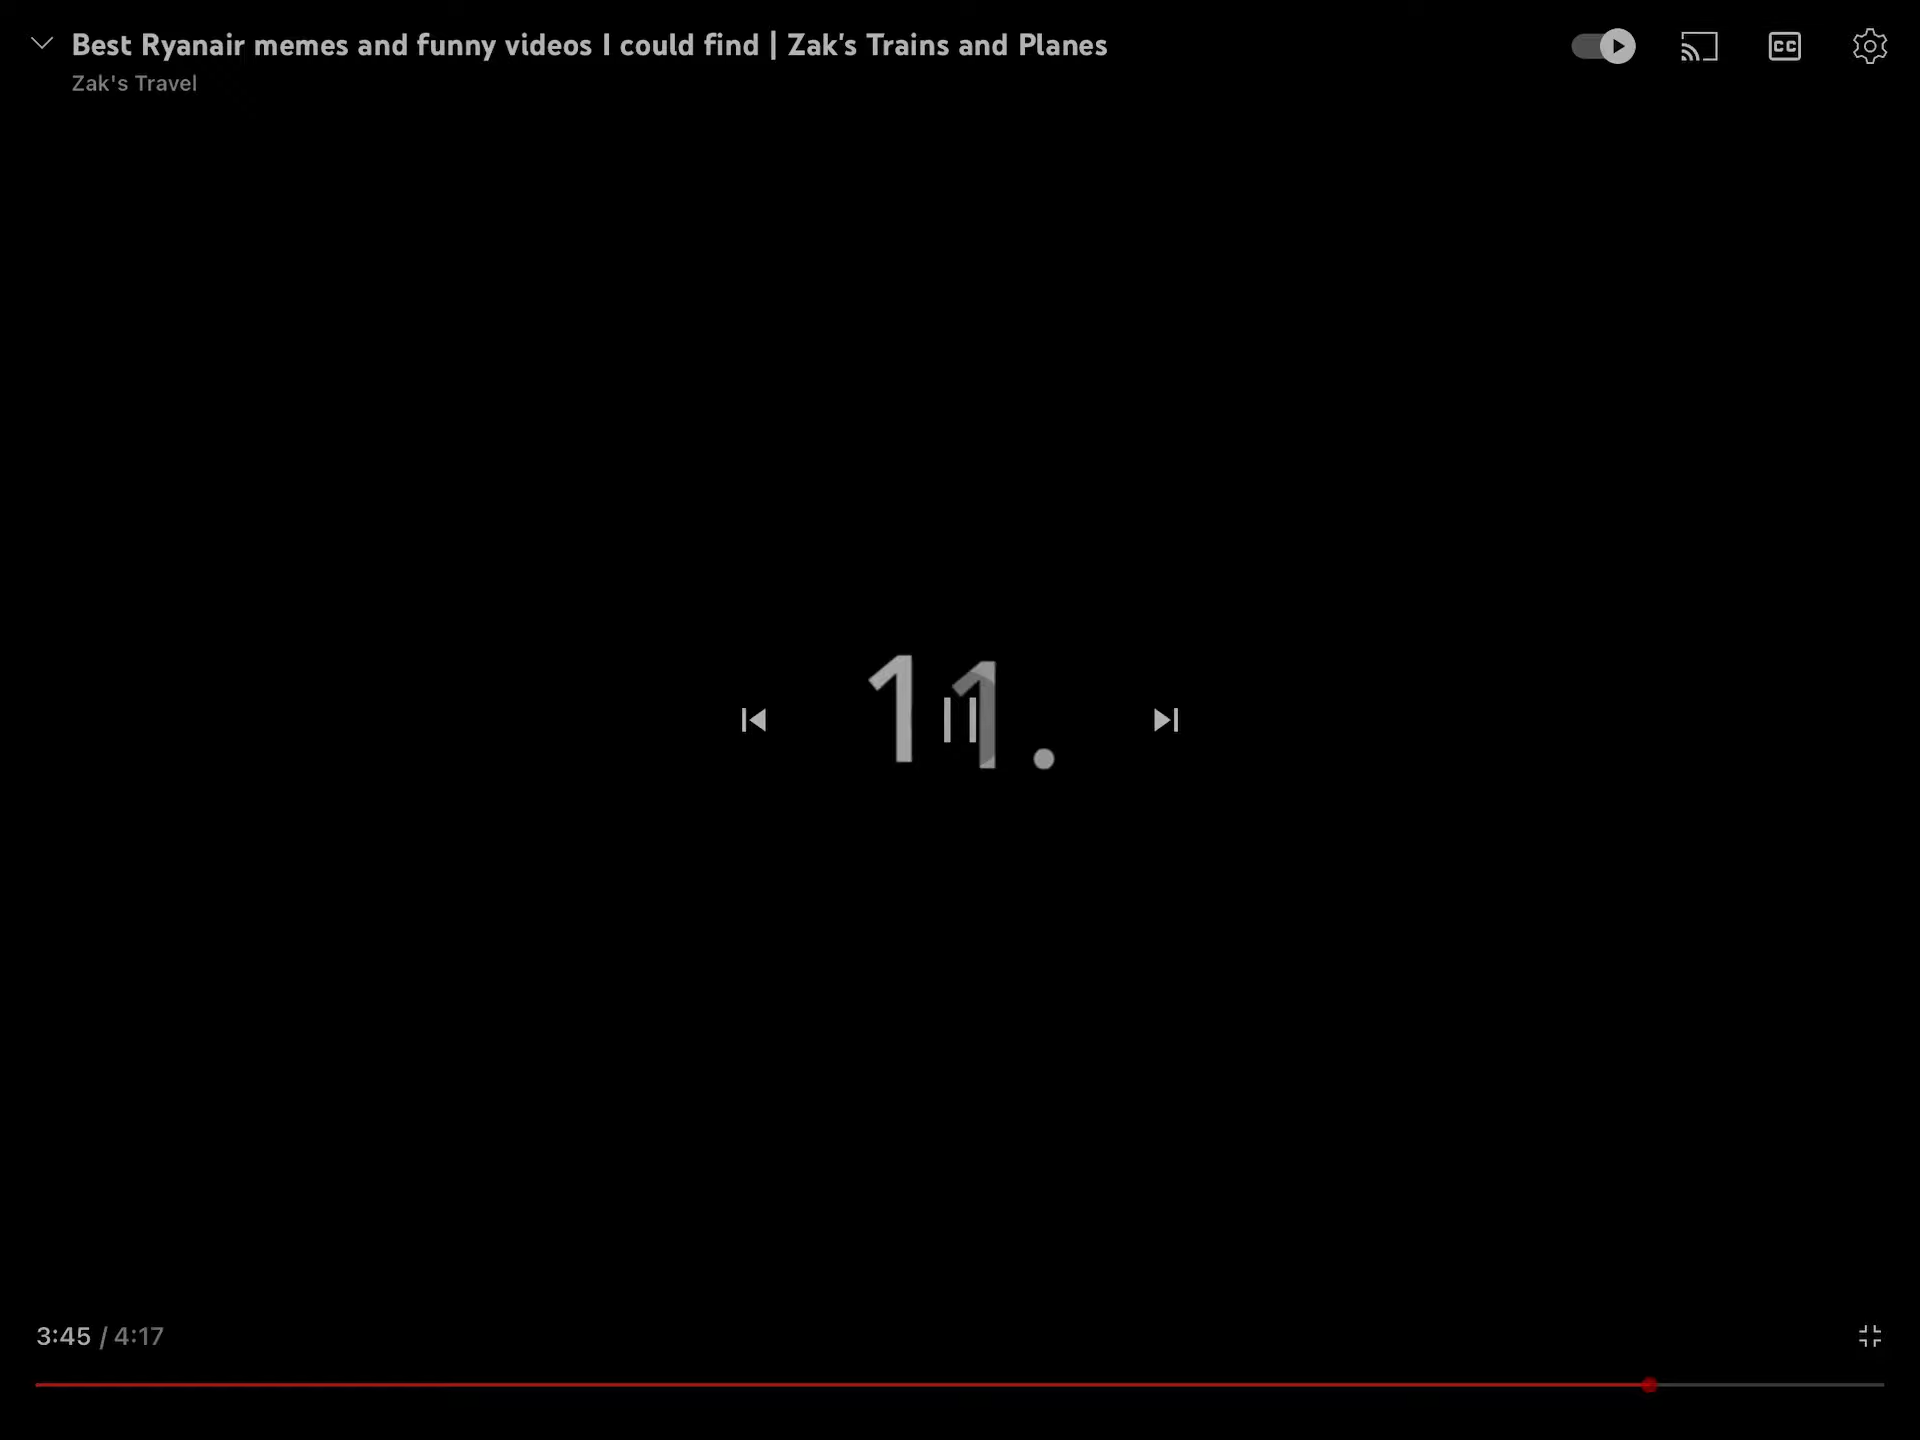 Best Ryanair memes and funny videos I could find | Zak's Trains and Planes
Zak's Travel
CC
11.
3:45 / 4:17